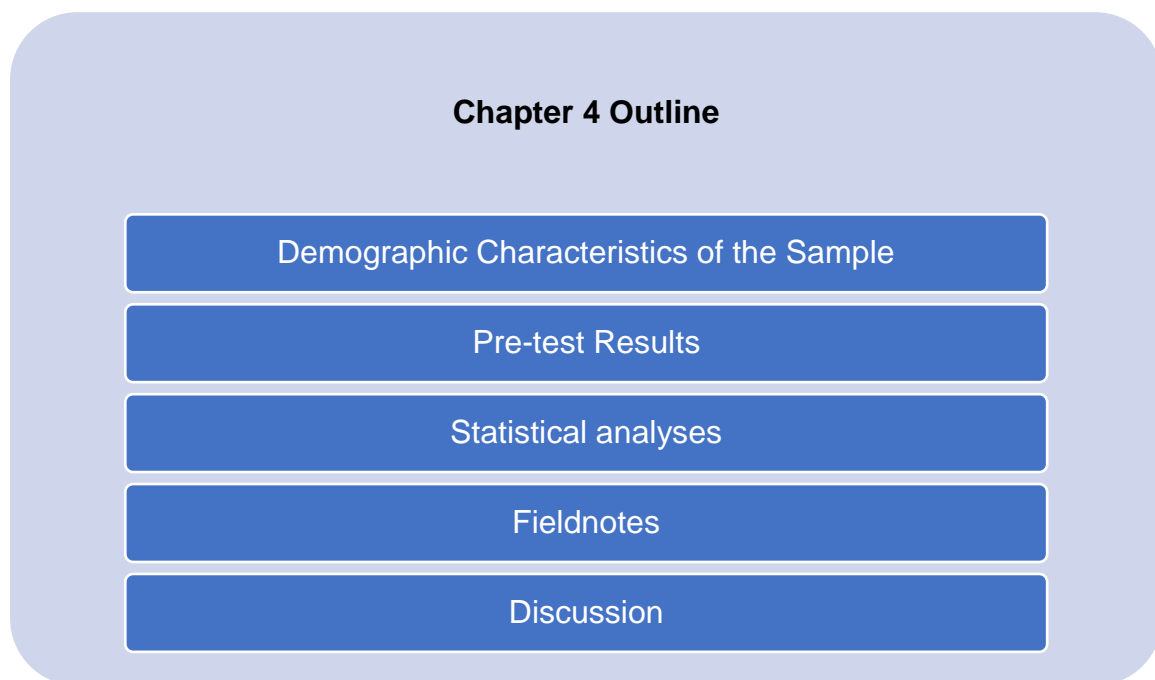 Chapter 4 Outline
Demographic Characteristics of the Sample
Pre-test Results
Statistical analyses
Fieldnotes
Discussion